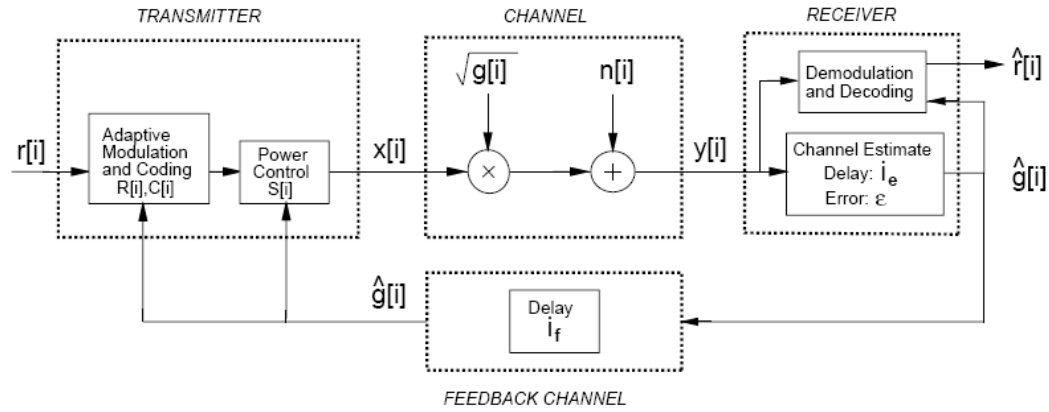 TRANSMITTER
CHANNEL
RECEIVER
r[i]
Adaptive
Modulation
and Coding
R[i],C[i]
Power
Control
S[i]
x[i]
√g[i]
n[i]
×
+
y[i]
Demodulation
and Decoding
r̂[i]
Channel Estimate
Delay: i_e
Error: ε
ĝ[i]
ĝ[i]
Delay
i_f
FEEDBACK CHANNEL